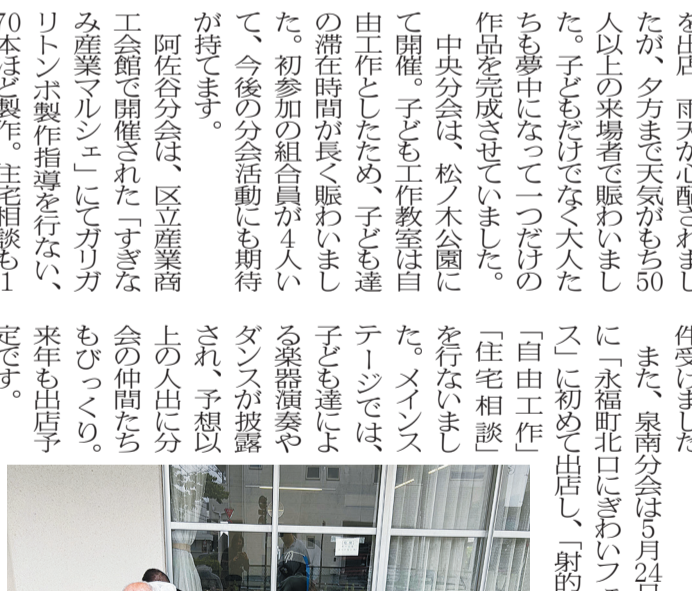 を出店 雨天が心配されまし
たが、夕方まで天気がもち50
人以上の来場者で賑わいまし
た。子どもだけでなく大人た
ちも夢中になって一つだけの
作品を完成させていました。
中央分会は、松ノ木公園に
て開催。子ども工作教室は自
由工作としたため、子ども達
の滞在時間が長く賑わいまし
た。初参加の組合員が4人い
て、今後の分会活動にも期待
が持てます。
阿佐谷分会は、区立産業商
工会館で開催された「すぎな
み産業マルシェ」にてガリガ
リトンボ製作指導を行ない、
70本ほど製作。住宅相談も1
件受けました
また、泉南分会は5月24日
に「永福町北口にぎわいフェ
ス」に初めて出店し、「射的
「自由工作」
「住宅相談」
を行ないまし
た。メインス
テージでは、
子ども達によ
る楽器演奏や
ダンスが披露
され、予想以
上の人出に分
会の仲間たち
もびっくり。
来年も出店予
定です。